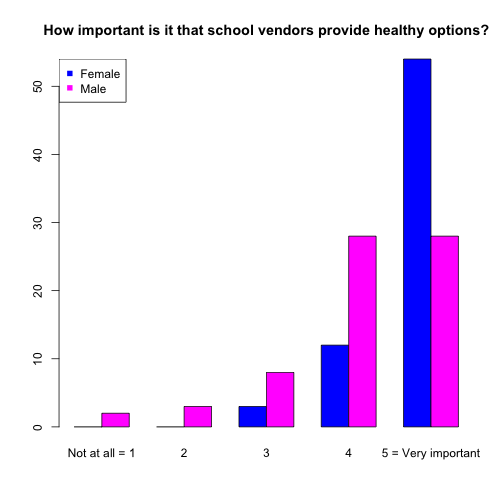 How important is it that school vendors provide healthy options?
Female
Male
50
40
30
20
10
0
Not at all = 1 2 3 4 5 = Very important